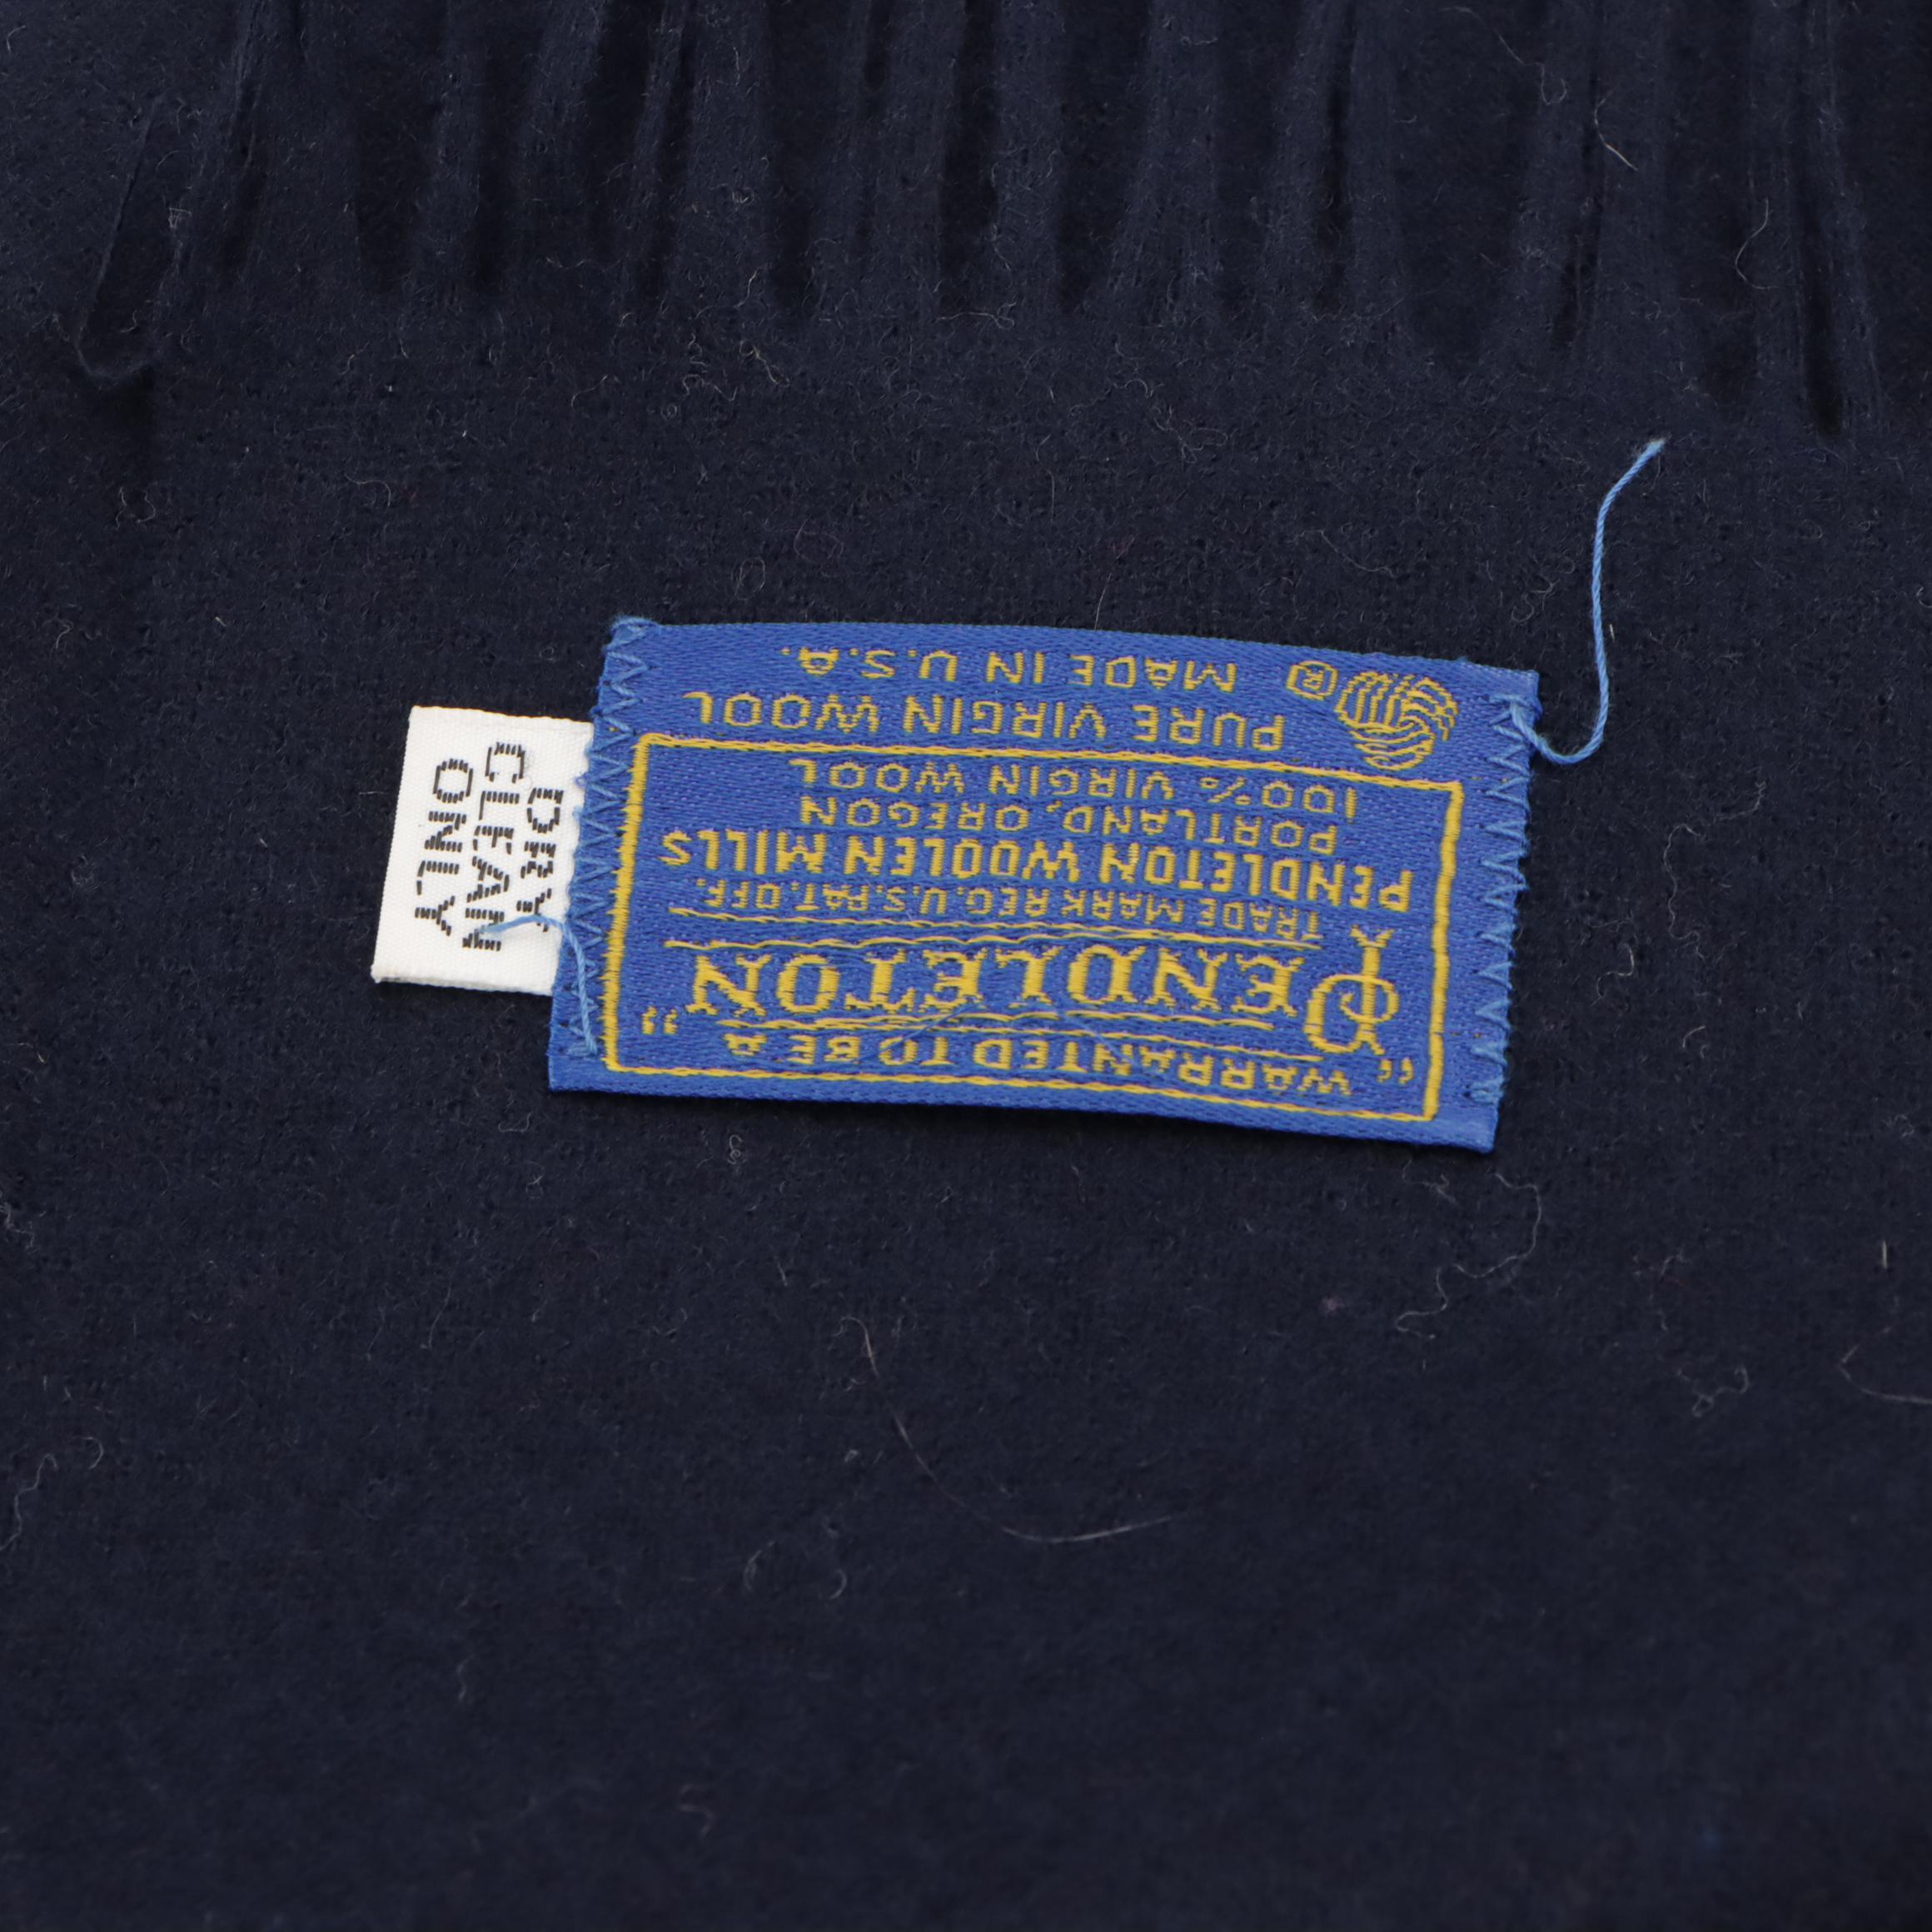 "WARRANTED TO BE A
PENDLETON"
TRADE MARK REG. U.S. PAT. OFF.
PENDLETON WOOLEN MILLS
PORTLAND, OREGON
100% VIRGIN WOOL
PURE VIRGIN WOOL
® MADE IN U.S.A.
DRY
CLEAN
ONLY